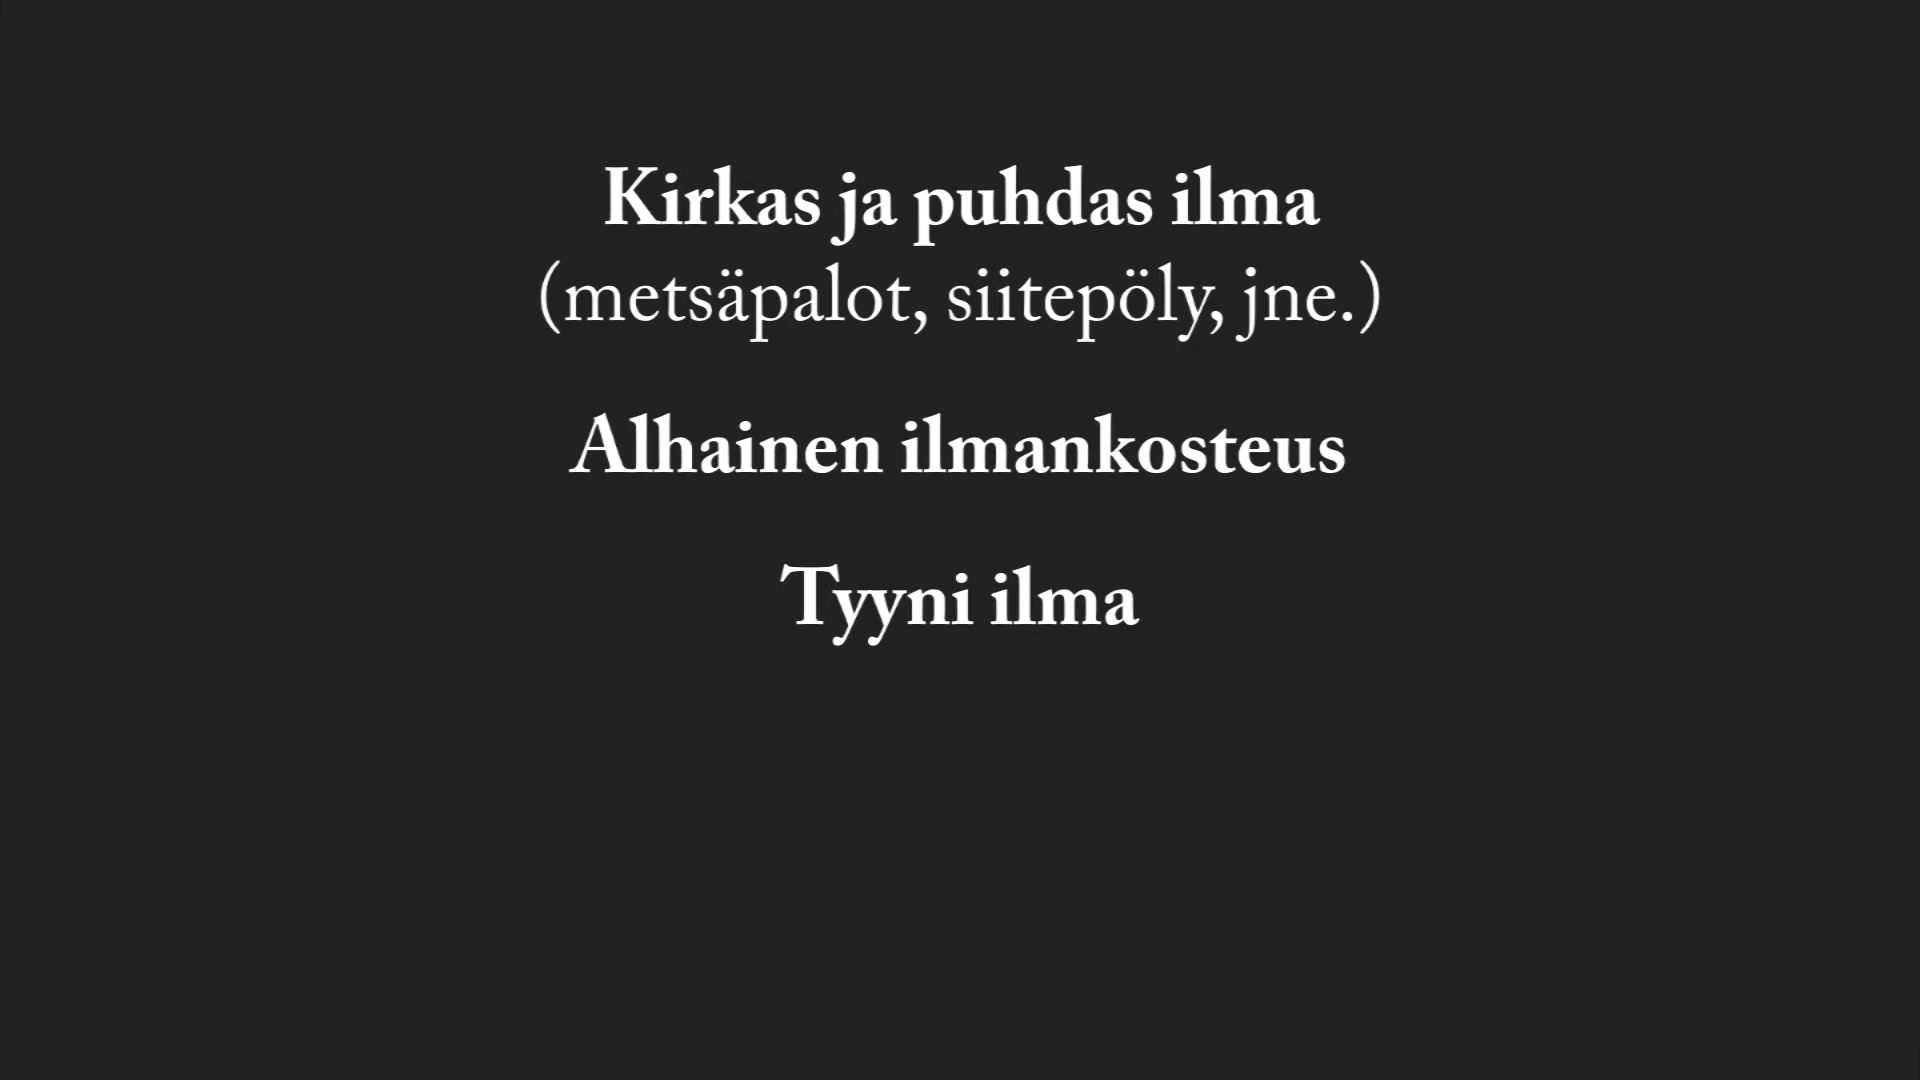 Kirkas ja puhdas ilma
(metsäpalot, siitepöly, jne.)
Alhainen ilmankosteus
Tyyni ilma